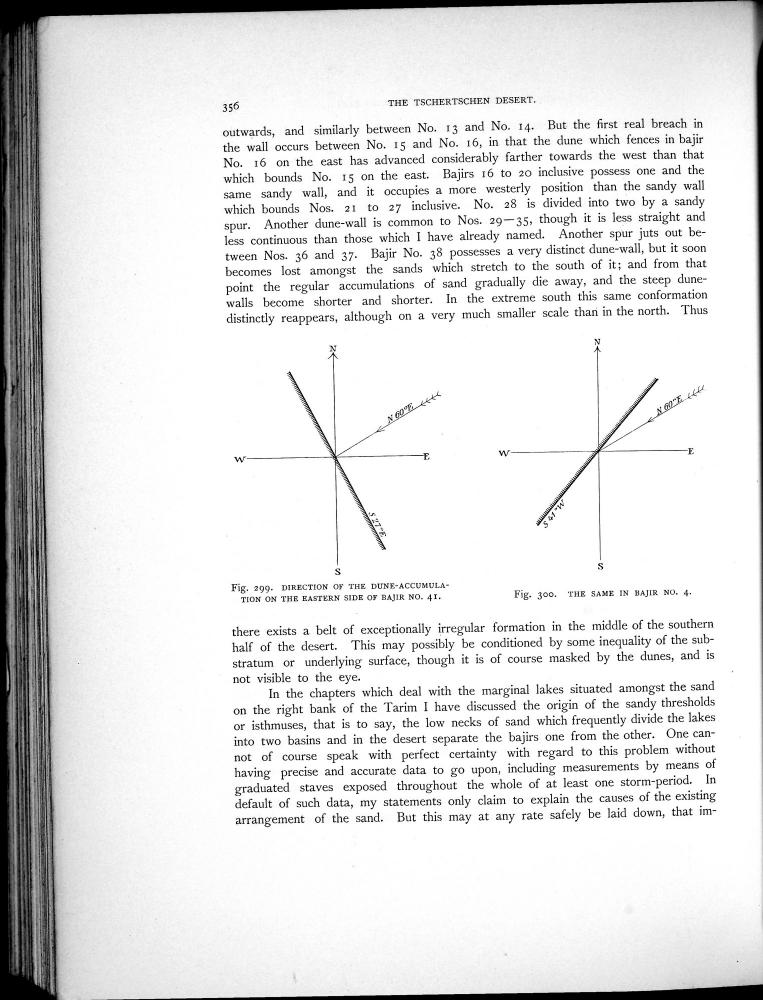 356
THE TSCHERTSCHEN DESERT.
outwards, and similarly between No. 13 and No. 14. But the first real breach in
the wall occurs between No. 15 and No. 16, in that the dune which fences in bajir
No. 16 on the east has advanced considerably farther towards the west than that
which bounds No. 15 on the east. Bajirs 16 to 20 inclusive possess one and the
same sandy wall, and it occupies a more westerly position than the sandy wall
which bounds Nos. 21 to 27 inclusive. No. 28 is divided into two by a sandy
spur. Another dune-wall is common to Nos. 29—35, though it is less straight and
less continuous than those which I have already named. Another spur juts out be-
tween Nos. 36 and 37. Bajir No. 38 possesses a very distinct dune-wall, but it soon
becomes lost amongst the sands which stretch to the south of it; and from that
point the regular accumulations of sand gradually die away, and the steep dune-
walls become shorter and shorter. In the extreme south this same conformation
distinctly reappears, although on a very much smaller scale than in the north. Thus
N
N 60°E
W
E
S 27°E
S
Fig. 299. DIRECTION OF THE DUNE-ACCUMULA-
TION ON THE EASTERN SIDE OF BAJIR NO. 41.
N
N 60°E
W
E
S 41°W
S
Fig. 300. THE SAME IN BAJIR NO. 4.
there exists a belt of exceptionally irregular formation in the middle of the southern
half of the desert. This may possibly be conditioned by some inequality of the sub-
stratum or underlying surface, though it is of course masked by the dunes, and is
not visible to the eye.
In the chapters which deal with the marginal lakes situated amongst the sand
on the right bank of the Tarim I have discussed the origin of the sandy thresholds
or isthmuses, that is to say, the low necks of sand which frequently divide the lakes
into two basins and in the desert separate the bajirs one from the other. One can-
not of course speak with perfect certainty with regard to this problem without
having precise and accurate data to go upon, including measurements by means of
graduated staves exposed throughout the whole of at least one storm-period. In
default of such data, my statements only claim to explain the causes of the existing
arrangement of the sand. But this may at any rate safely be laid down, that im-